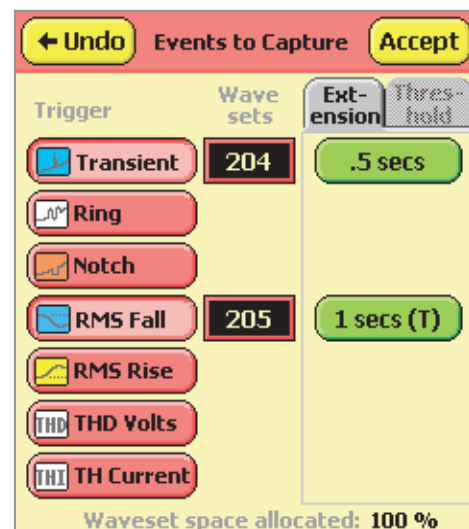 Undo Events to Capture Accept
Trigger Wave sets Ext-ension Thres-hold
Transient 204 .5 secs
Ring
Notch
RMS Fall 205 1 secs (T)
RMS Rise
THD THD Volts
THI TH Current
Waveset space allocated: 100 %